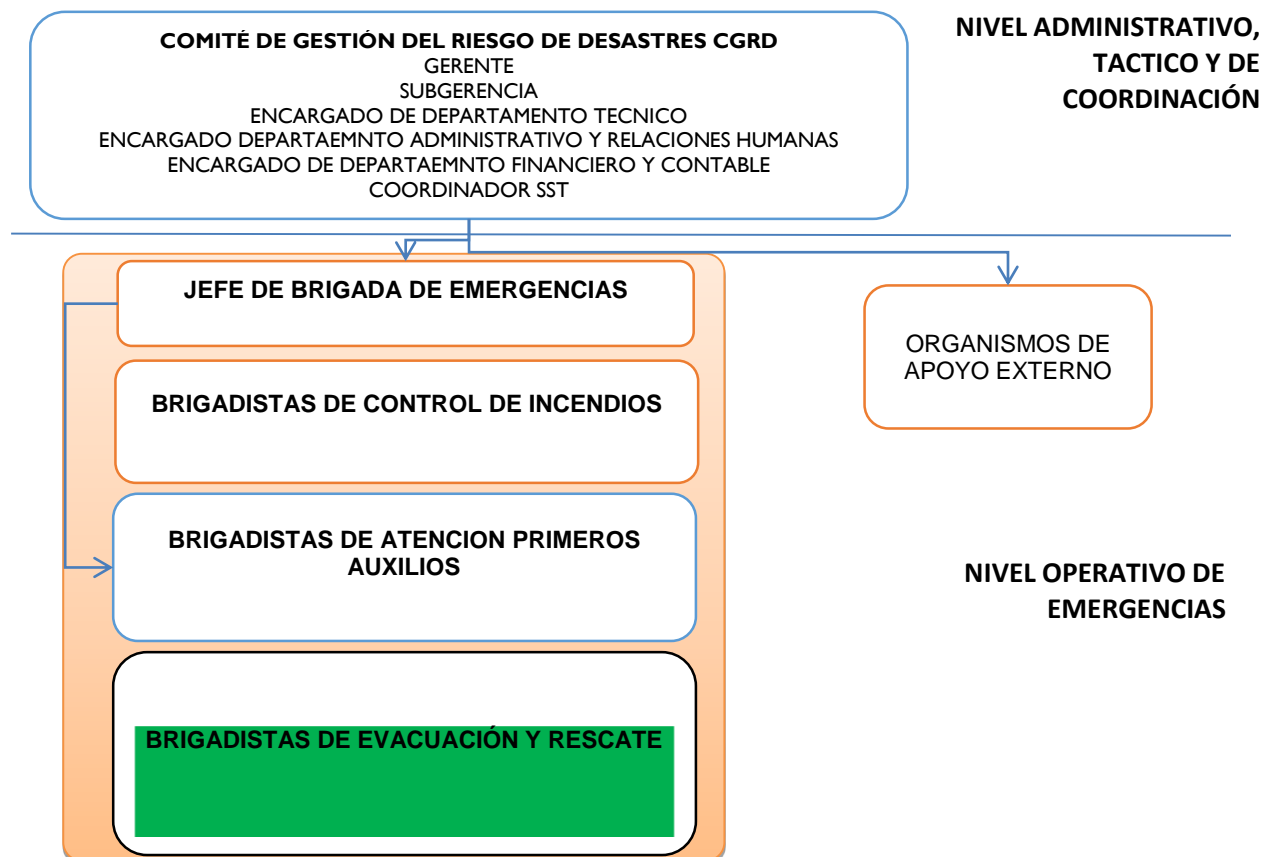 COMITÉ DE GESTIÓN DEL RIESGO DE DESASTRES CGRD
GERENTE
SUBGERENCIA
ENCARGADO DE DEPARTAMENTO TECNICO
ENCARGADO DEPARTAEMNTO ADMINISTRATIVO Y RELACIONES HUMANAS
ENCARGADO DE DEPARTAEMNTO FINANCIERO Y CONTABLE
COORDINADOR SST
NIVEL ADMINISTRATIVO,
TACTICO Y DE
COORDINACIÓN
JEFE DE BRIGADA DE EMERGENCIAS
BRIGADISTAS DE CONTROL DE INCENDIOS
BRIGADISTAS DE ATENCION PRIMEROS
AUXILIOS
BRIGADISTAS DE EVACUACIÓN Y RESCATE
ORGANISMOS DE
APOYO EXTERNO
NIVEL OPERATIVO DE
EMERGENCIAS